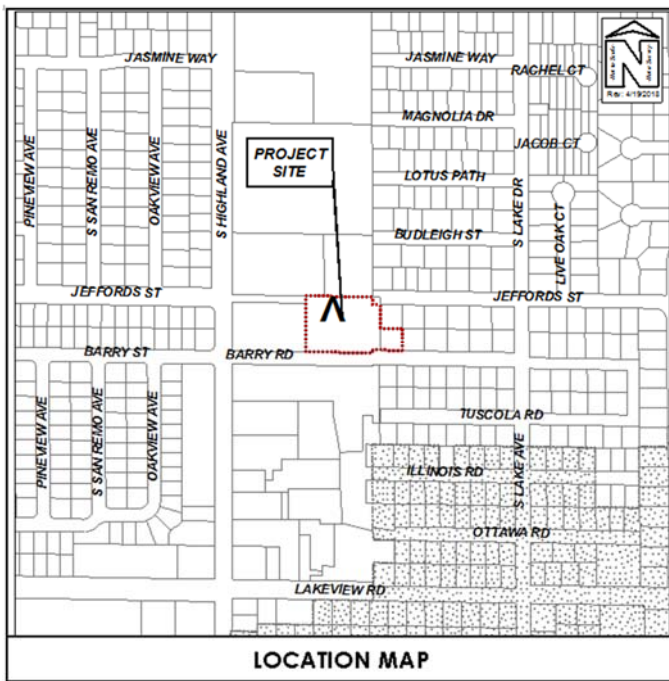 JASMINE WAY
JASMINE WAY
RACHEL CT
N
Rev: 4/19/2018
MAGNOLIA DR
JACOB CT
PROJECT
SITE
LOTUS PATH
PINEVIEW AVE
S SAN REMO AVE
OAKVIEW AVE
S HIGHLAND AVE
S LAKE DR
LIVE OAK CT
BUDLEIGH ST
JEFFORDS ST
JEFFORDS ST
BARRY ST
BARRY RD
PINEVIEW AVE
S SAN REMO AVE
OAKVIEW AVE
TUSCOLA RD
S LAKE AVE
ILLINOIS RD
OTTAWA RD
LAKEVIEW RD
LOCATION MAP